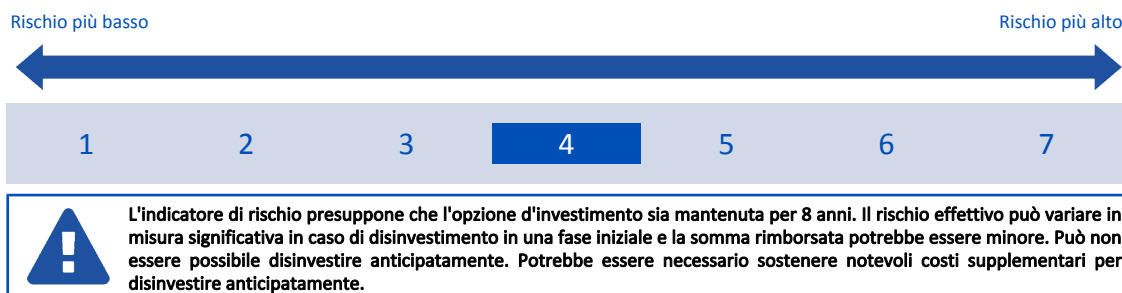 Rischio più basso
Rischio più alto
1 2 3 4 5 6 7
L'indicatore di rischio presuppone che l'opzione d'investimento sia mantenuta per 8 anni. Il rischio effettivo può variare in
misura significativa in caso di disinvestimento in una fase iniziale e la somma rimborsata potrebbe essere minore. Può non
essere possibile disinvestire anticipatamente. Potrebbe essere necessario sostenere notevoli costi supplementari per
disinvestire anticipatamente.